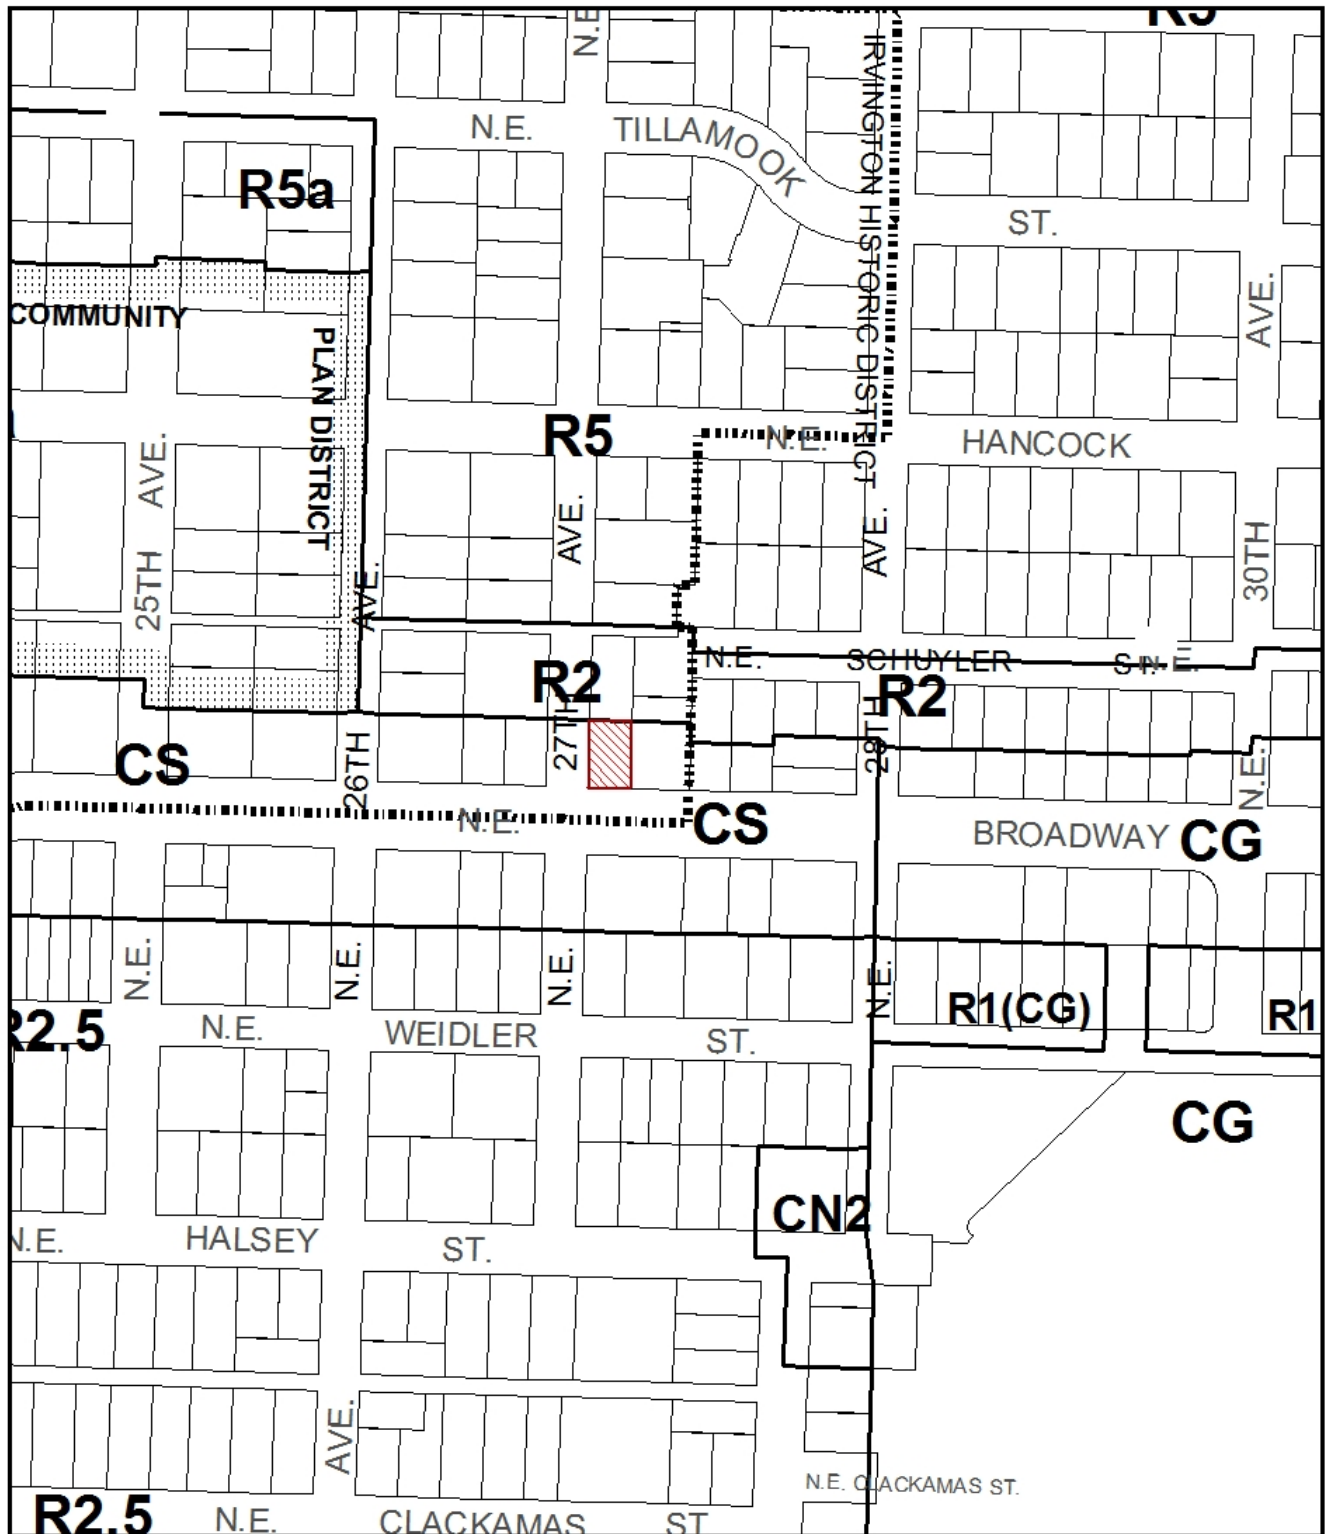 R5
N.E.
IRVINGTON HISTORIC DISTRICT
N.E. TILLAMOOK ST.
R5a
COMMUNITY
PLAN DISTRICT
AVE.
R5
N.E. HANCOCK
25TH AVE.
AVE.
AVE.
30TH
AVE.
N.E. SCHUYLER ST. N.E.
R2
R2
27TH
28TH
26TH
CS
N.E.
CS
N.E. BROADWAY
CG
N.E.
N.E.
N.E.
N.E.
R1(CG)
R1
R2.5
N.E. WEIDLER ST.
CG
CN2
N.E. HALSEY ST.
AVE.
N.E. CLACKAMAS ST.
R2.5
N.E. CLACKAMAS ST